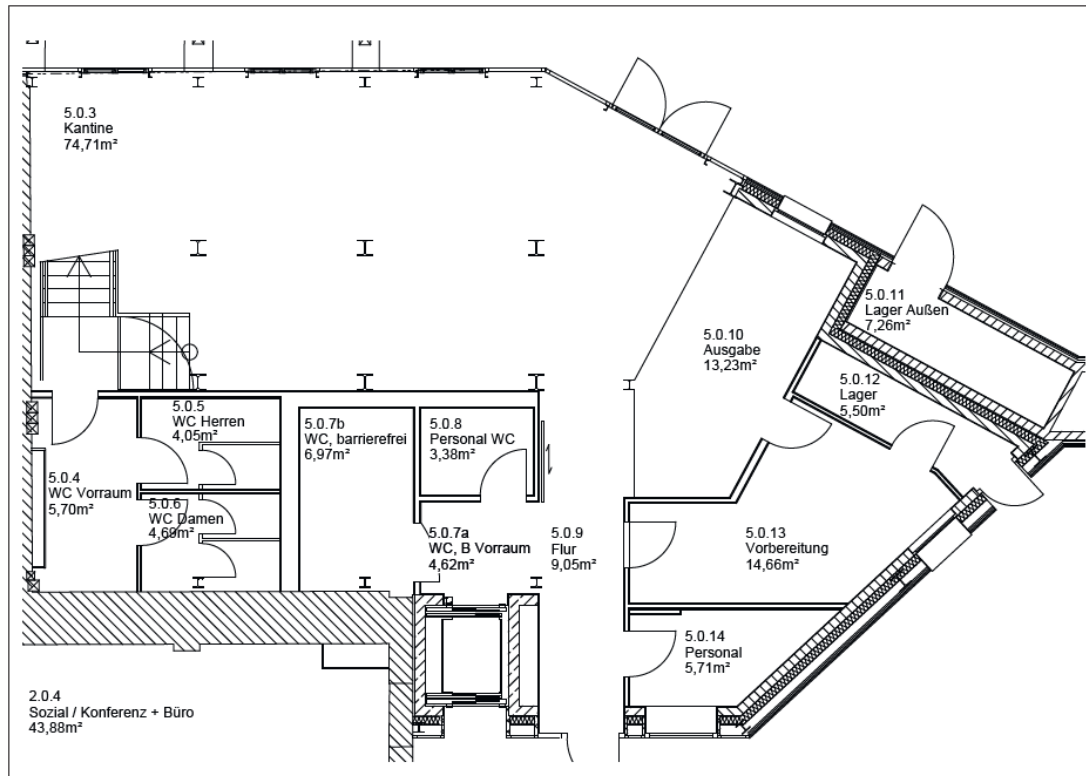 5.0.3
Kantine
74,71m²
5.0.11
Lager Außen
7,26m²
5.0.10
Ausgabe
13,23m²
5.0.12
Lager
5,50m²
5.0.5
WC Herren
4,05m²
5.0.7b
WC, barrierefrei
6,97m²
5.0.8
Personal WC
3,38m²
5.0.4
WC Vorraum
5,70m²
5.0.6
WC Damen
4,69m²
5.0.7a
WC, B Vorraum
4,62m²
5.0.9
Flur
9,05m²
5.0.13
Vorbereitung
14,66m²
5.0.14
Personal
5,71m²
2.0.4
Sozial / Konferenz + Büro
43,88m²